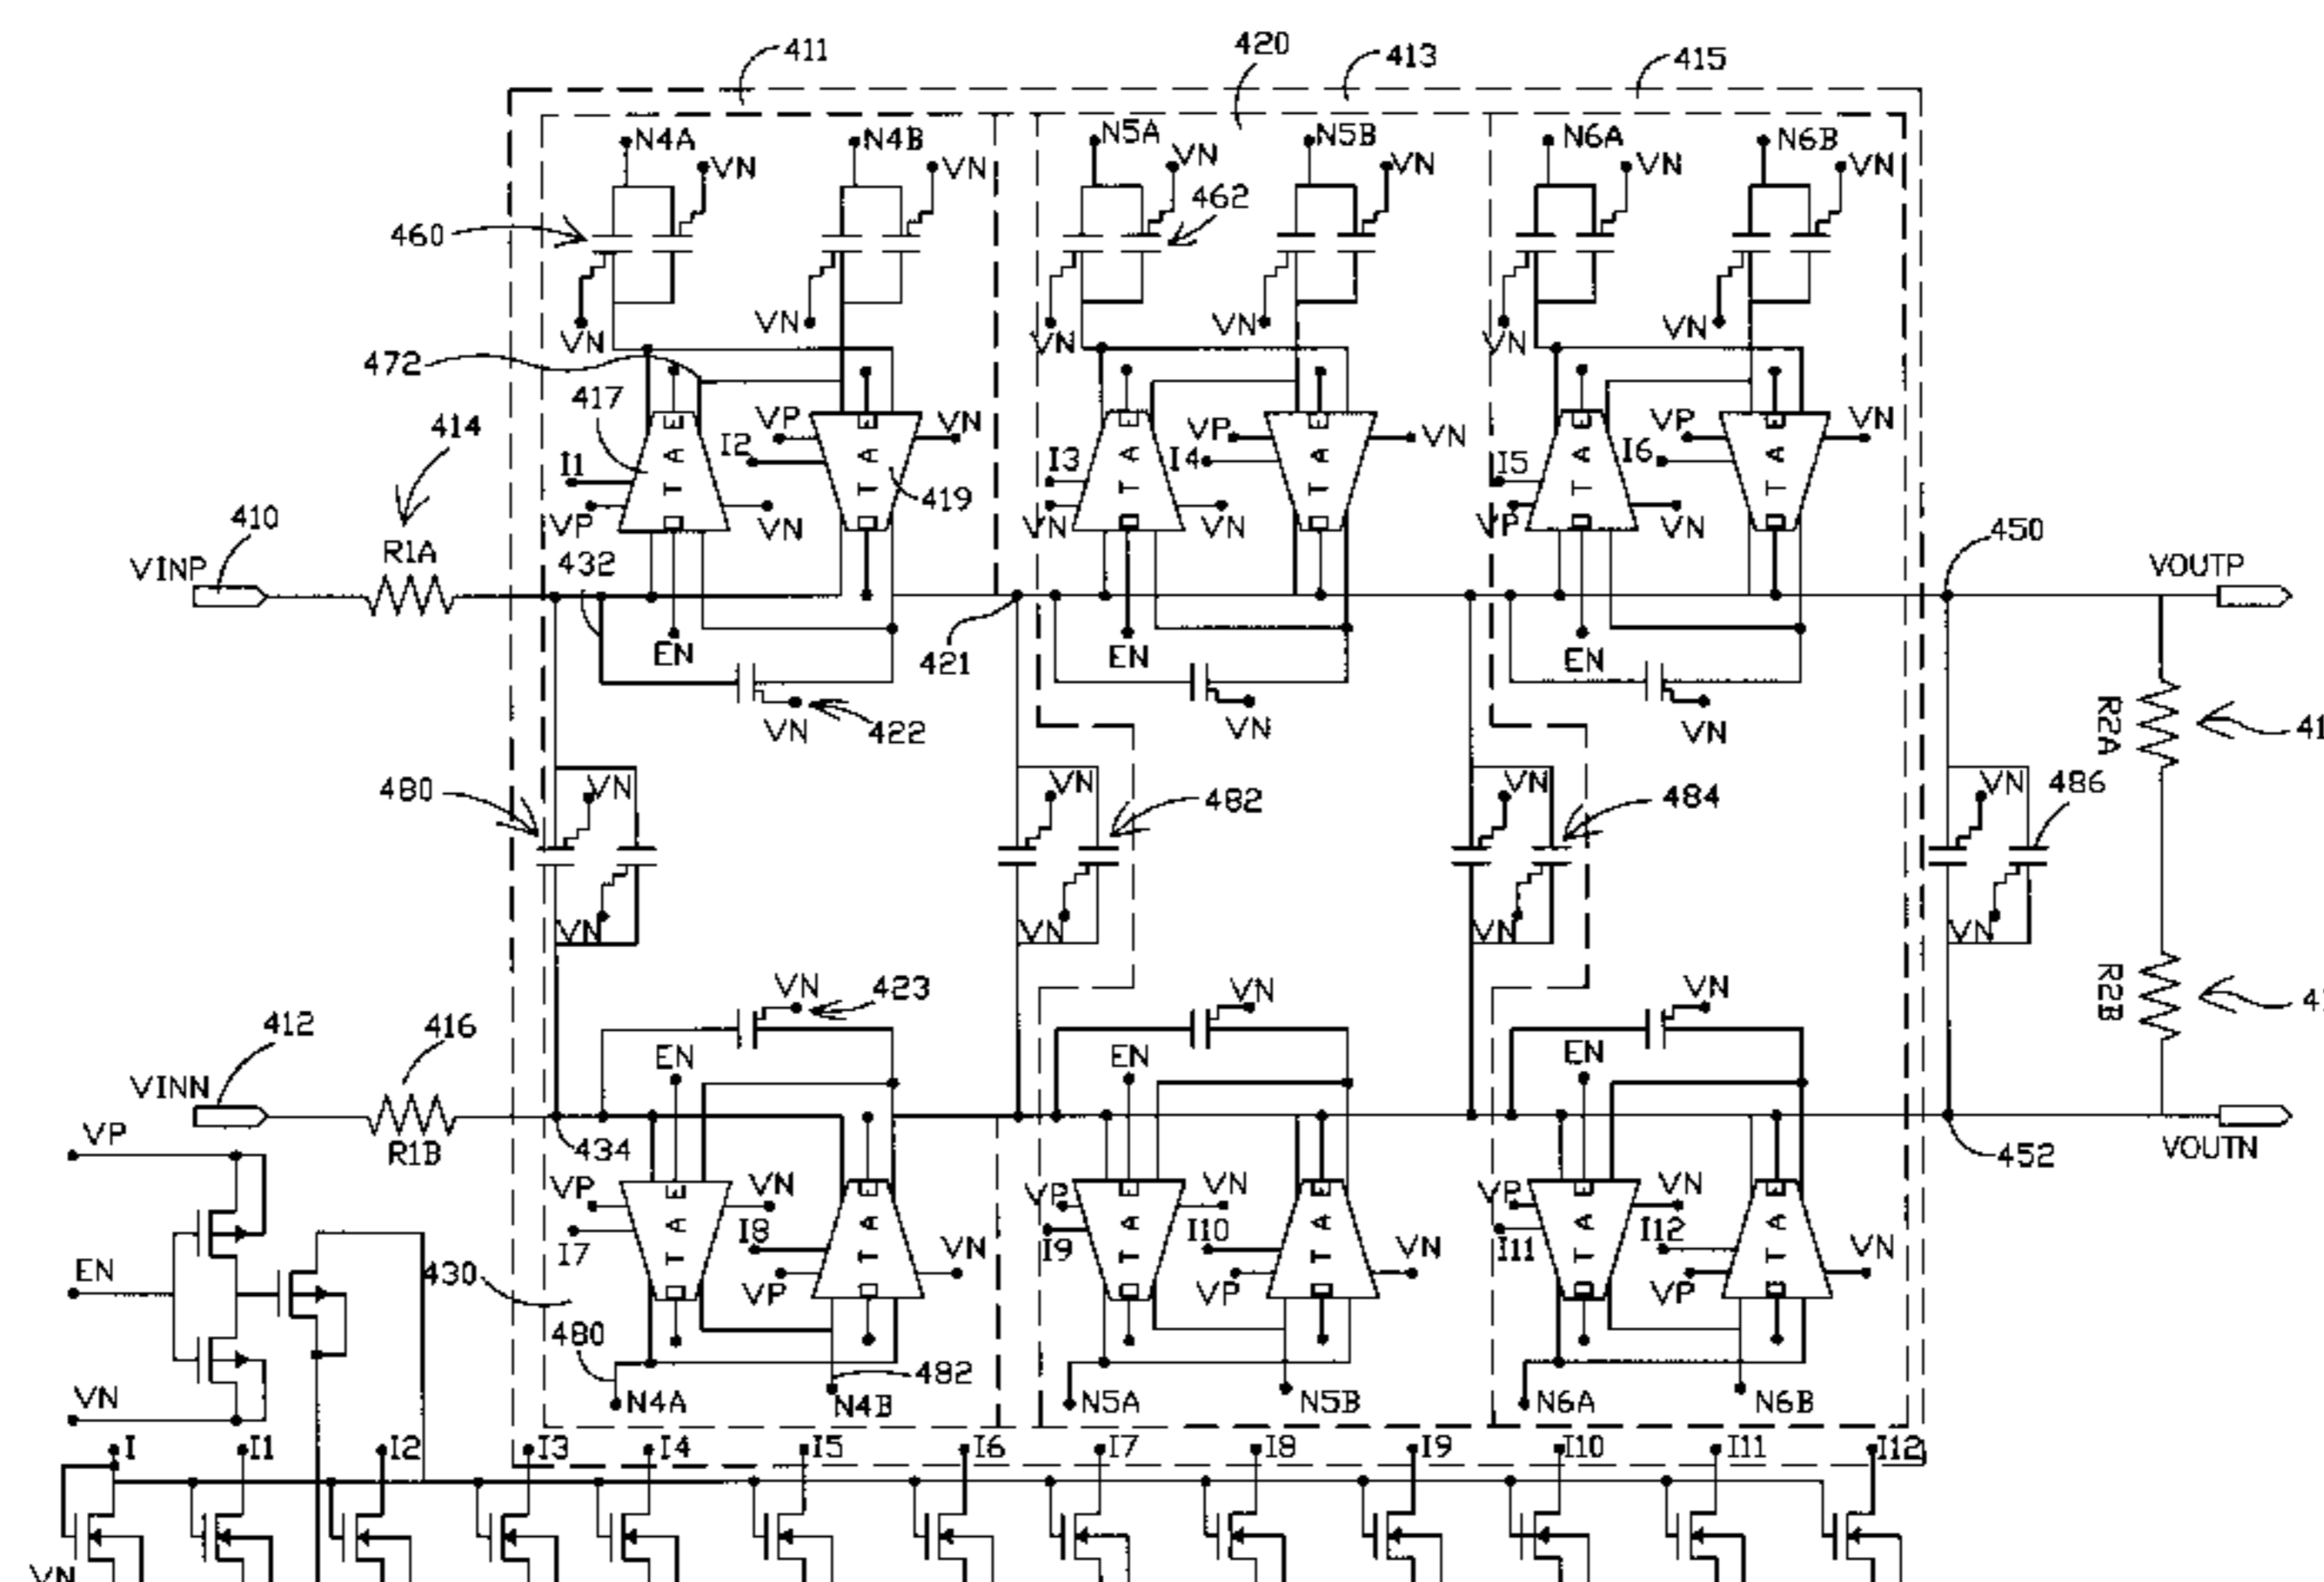 411
420
413
415
N4A
N4B
N5A
N5B
N6A
N6B
VN
VN
VN
VN
VN
VN
460
462
VN
VN
VN
VN
VN
VN
472
417
414
VP
VN
VP
VN
VP
VN
I1
I2
I3
I4
I5
I6
419
VP
VN
VN
VN
VP
VN
410
VINP
R1A
432
450
VOUTP
EN
421
EN
EN
VN
422
VN
VN
R2A
480
VN
VN
482
VN
484
VN
486
VN
VN
VN
VN
412
416
VN
423
VN
VN
R2B
VINN
EN
EN
EN
VP
R1B
434
452
VOUTN
VP
VN
VP
VN
VP
VN
I7
I8
I9
I10
I11
I12
EN
430
VP
VN
VP
VN
VP
VN
480
482
VN
N4A
N4B
N5A
N5B
N6A
N6B
I
I1
I2
I3
I4
I5
I6
I7
I8
I9
I10
I11
I12
VN